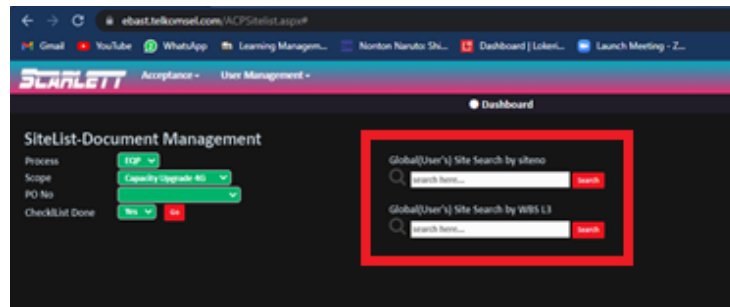 ebast.telkomsel.com/ACPSitelist.aspx#
Gmail YouTube WhatsApp Learning Managem... Nonton Naruto: Shi... Dashboard | Lokeri... Launch Meeting - Z...
SCARLETT Acceptance User Management
Dashboard
SiteList-Document Management
Process TQP
Scope Capacity Upgrade 4G
PO No
CheckList Done Yes Go
Global(User's) Site Search by siteno
search here... Search
Global(User's) Site Search by WBS L3
search here... Search